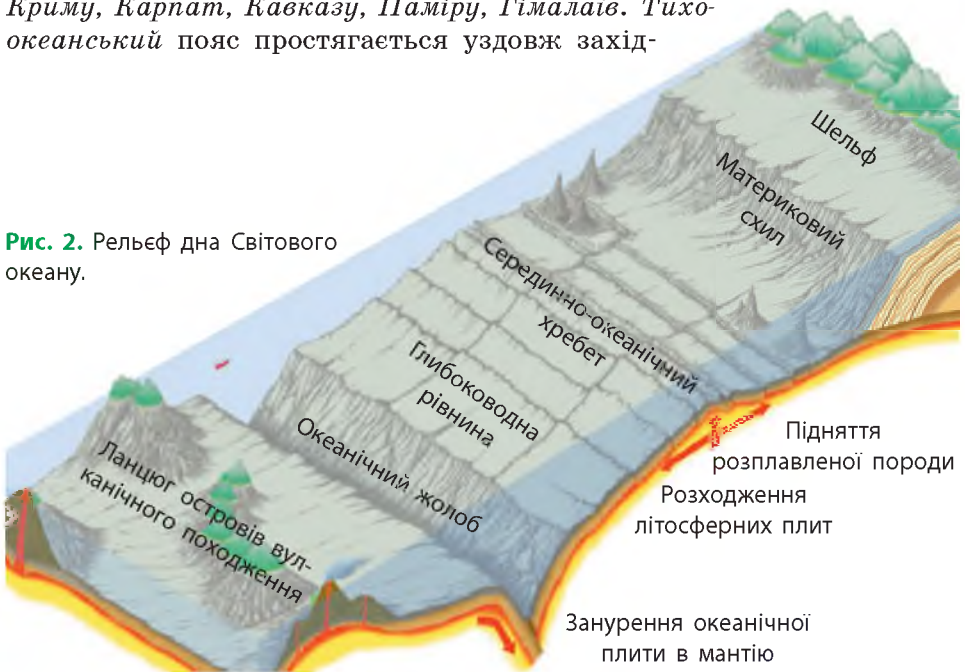 Криму, Карпат, Кавказу, Паміру, Гімалаїв. Тихо-
океанський пояс простягається уздовж захід-
Шельф
Материковий
схил
Рис. 2. Рельєф дна Світового
океану.
Серединно-океанічний
хребет
Глибоководна
рівнина
Океанічний жолоб
Ланцюг островів вул-
канічного походження
Підняття
розплавленої породи
Розходження
літосферних плит
Занурення океанічної
плити в мантію